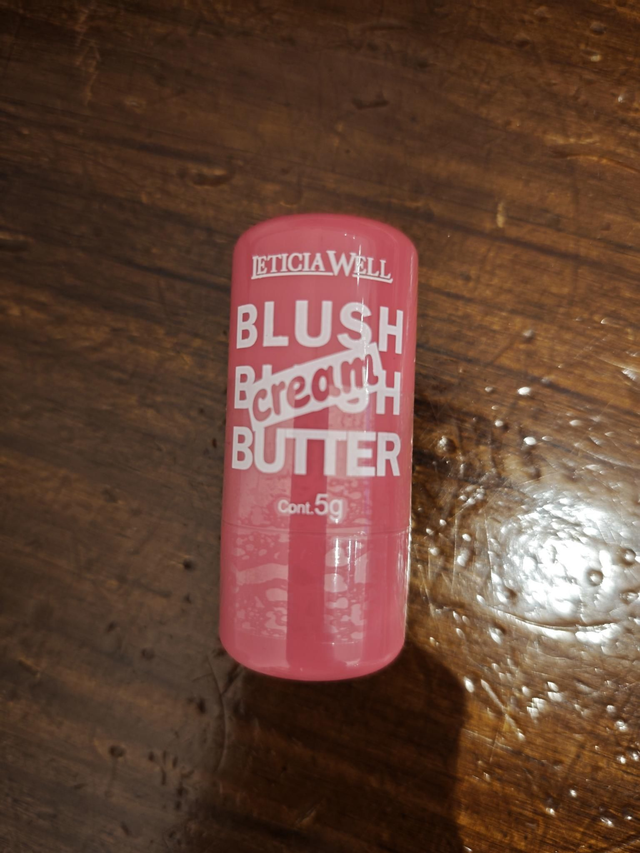 LETICIA WELL
BLUSH
BLUSH
cream
BUTTER
Cont.5g